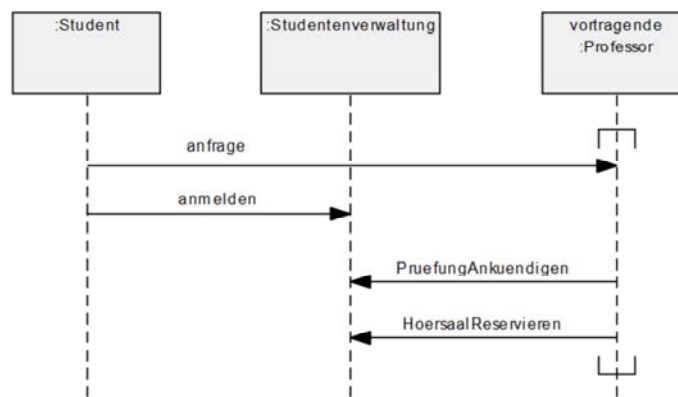 :Student
:Studentenverwaltung
vortragende
:Professor
anfrage
anmelden
PruefungAnkuendigen
HoersaalReservieren